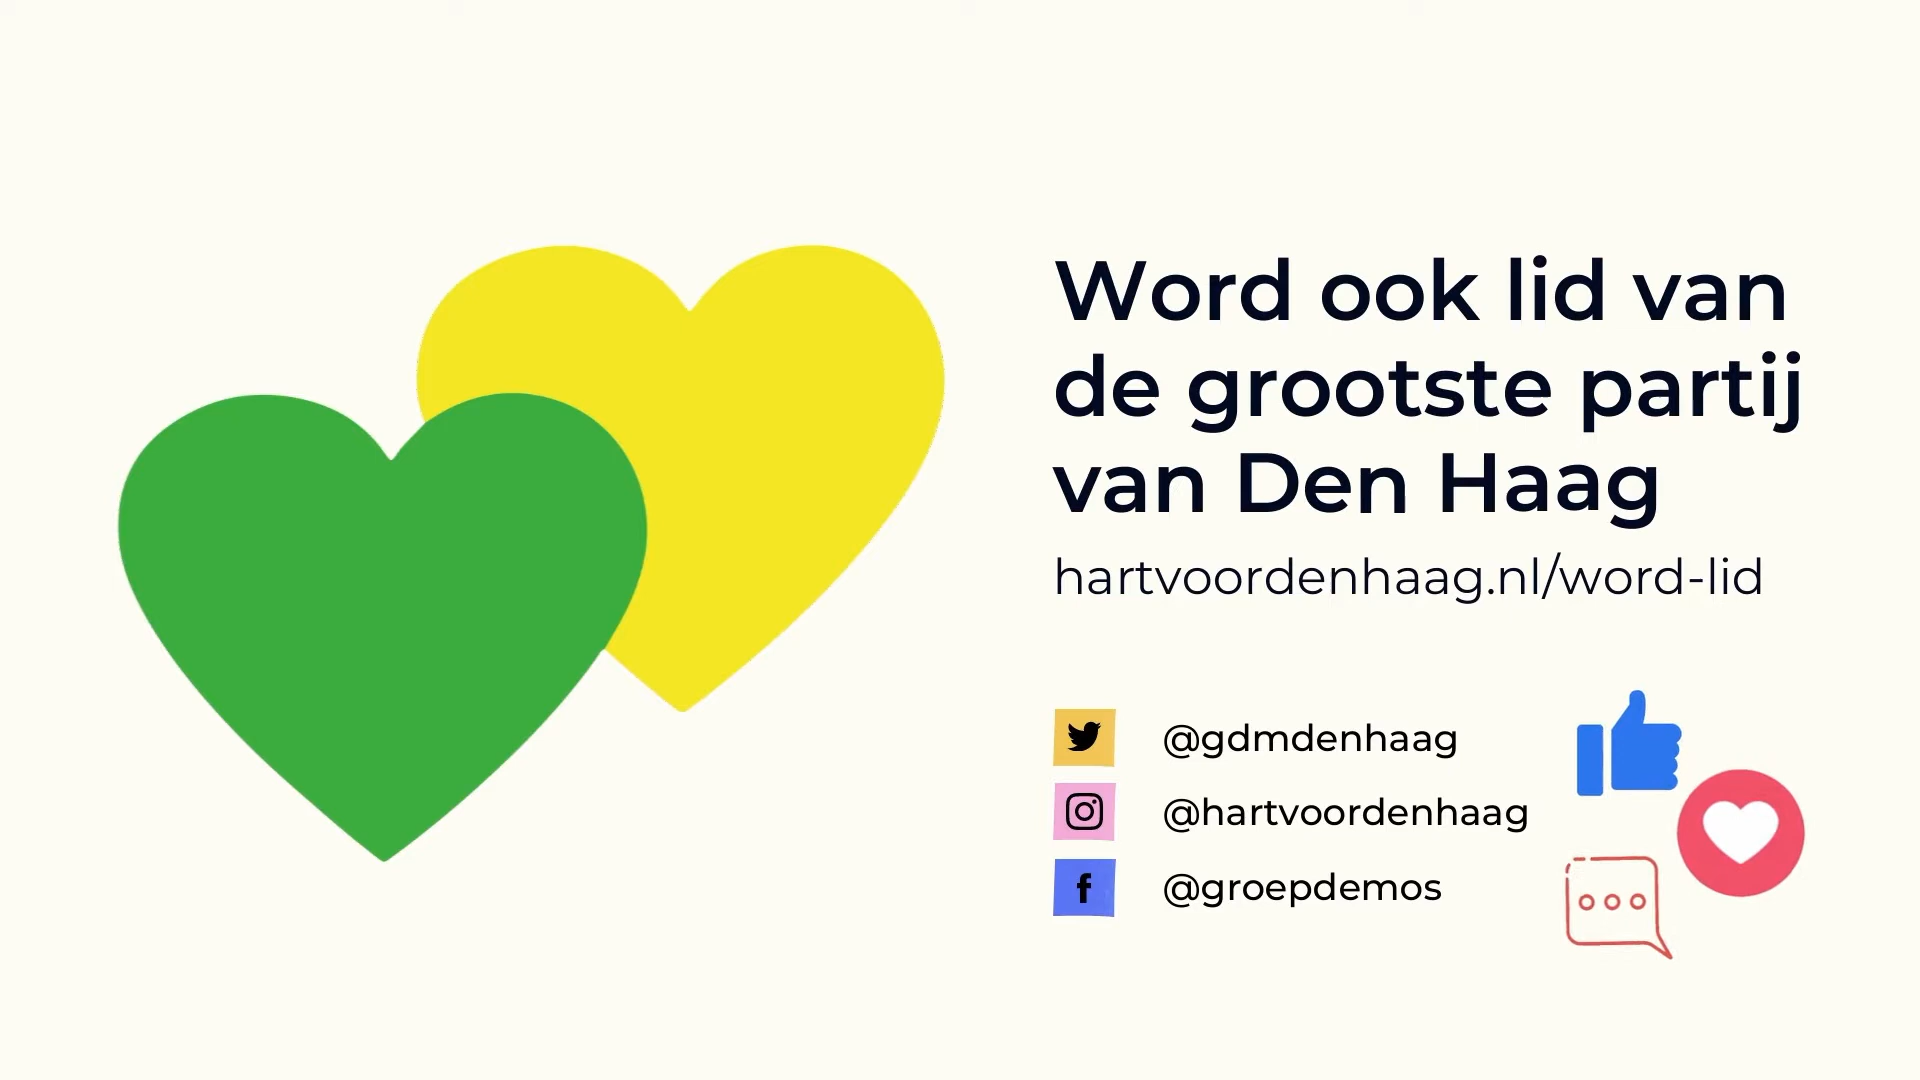 Word ook lid van
de grootste partij
van Den Haag
hartvoordenhaag.nl/word-lid
@gdmdenhaag
@hartvoordenhaag
@groepdemos